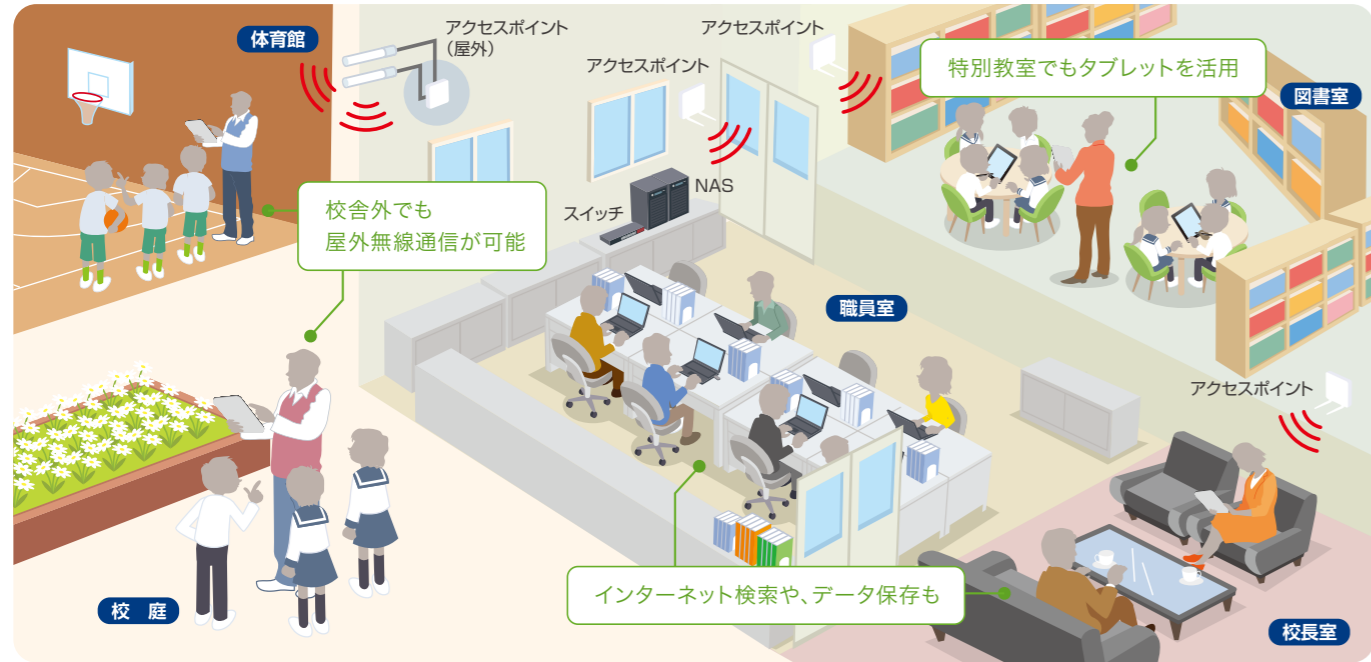 体育館
アクセスポイント
（屋外）
アクセスポイント
アクセスポイント
特別教室でもタブレットを活用
図書室
NAS
スイッチ
校舎外でも
屋外無線通信が可能
職員室
アクセスポイント
インターネット検索や、データ保存も
校 庭
校長室